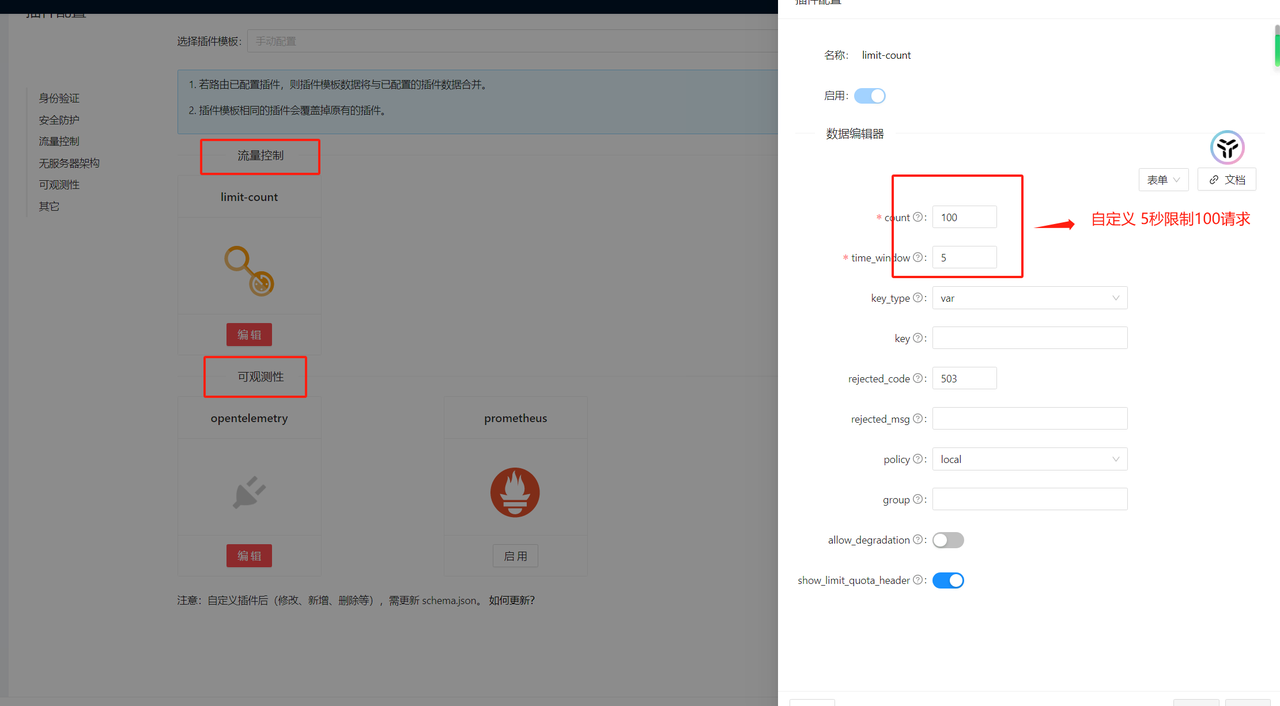 插件配置
选择插件模板:
手动配置
1. 若路由已配置插件，则插件模板数据将与已配置的插件数据合并。
2. 插件模板相同的插件会覆盖掉原有的插件。
身份验证
安全防护
流量控制
无服务器架构
可观测性
其它
流量控制
limit-count
编 辑
可观测性
opentelemetry
prometheus
编 辑
启 用
注意：自定义插件后（修改、新增、删除等），需更新 schema.json。 如何更新?
插件配置
名称: limit-count
启用:
数据编辑器
表单
文档
* count : 100
自定义 5秒限制100请求
* time_window : 5
key_type : var
key :
rejected_code : 503
rejected_msg :
policy : local
group :
allow_degradation :
show_limit_quota_header :